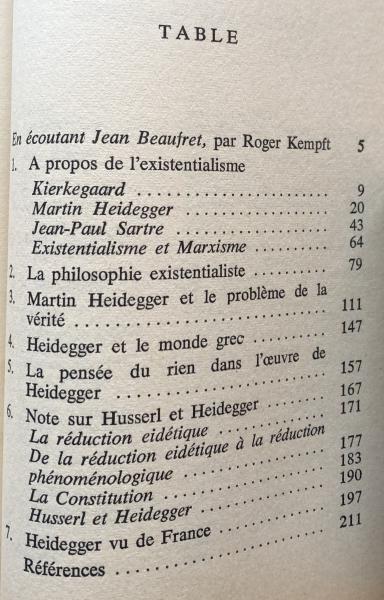 TABLE
En écoutant Jean Beaufret, par Roger Kempft 5
1. A propos de l'existentialisme
Kierkegaard ........................ 9
Martin Heidegger ................... 20
Jean-Paul Sartre ................... 43
Existentialisme et Marxisme ........ 64
2. La philosophie existentialiste .......... 79
3. Martin Heidegger et le problème de la
vérité ............................ 111
4. Heidegger et le monde grec ............ 147
5. La pensée du rien dans l'œuvre de
Heidegger ......................... 157
6. Note sur Husserl et Heidegger .......... 167
La réduction eidétique .............. 171
De la réduction eidétique à la réduction
phénoménologique ................... 177
La Constitution .................... 183
Husserl et Heidegger ............... 190
7. Heidegger vu de France ............... 197
Références ........................ 211